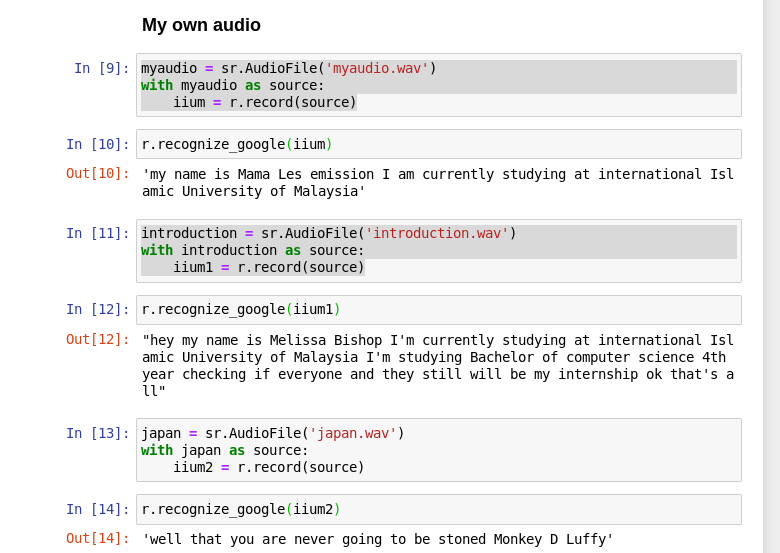 My own audio
In [9]: myaudio = sr.AudioFile('myaudio.wav')
with myaudio as source:
    iium = r.record(source)
In [10]: r.recognize_google(iium)
Out[10]: 'my name is Mama Les emission I am currently studying at international Isl
amic University of Malaysia'
In [11]: introduction = sr.AudioFile('introduction.wav')
with introduction as source:
    iium1 = r.record(source)
In [12]: r.recognize_google(iium1)
Out[12]: "hey my name is Melissa Bishop I'm currently studying at international Isl
amic University of Malaysia I'm studying Bachelor of computer science 4th
year checking if everyone and they still will be my internship ok that's a
ll"
In [13]: japan = sr.AudioFile('japan.wav')
with japan as source:
    iium2 = r.record(source)
In [14]: r.recognize_google(iium2)
Out[14]: 'well that you are never going to be stoned Monkey D Luffy'